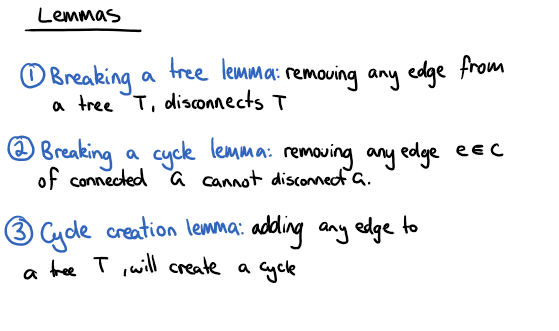 Lemmas
① Breaking a tree lemma: removing any edge from
a tree T, disconnects T
② Breaking a cycle lemma: removing any edge e ∈ C
of connected G cannot disconnect G.
③ Cycle creation lemma: adding any edge to
a tree T, will create a cycle